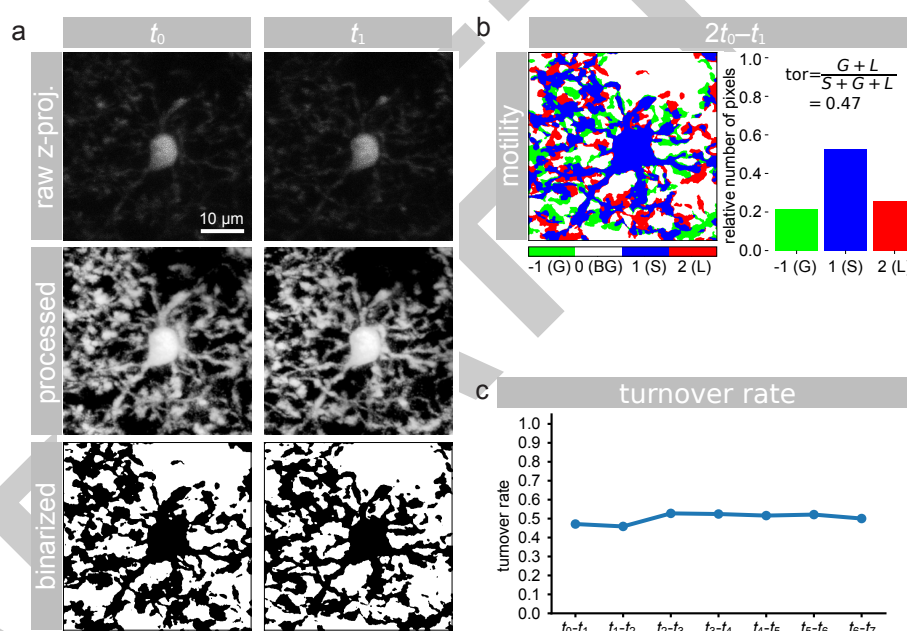 a
t₀
t₁
raw z-proj.
10 µm
processed
binarized
b
2t₀–t₁
motility
-1 (G) 0 (BG) 1 (S) 2 (L)
relative number of pixels
1.0
0.8
0.6
0.4
0.2
0.0
tor= G + L / S + G + L
= 0.47
-1 (G) 1 (S) 2 (L
c
turnover rate
turnover rate
1.0
0.9
0.8
0.7
0.6
0.5
0.4
0.3
0.2
0.1
0.0
t₀-t₁ t₁-t₂ t₂-t₃ t₃-t₄ t₄-t₅ t₅-t₆ t₆-t₇